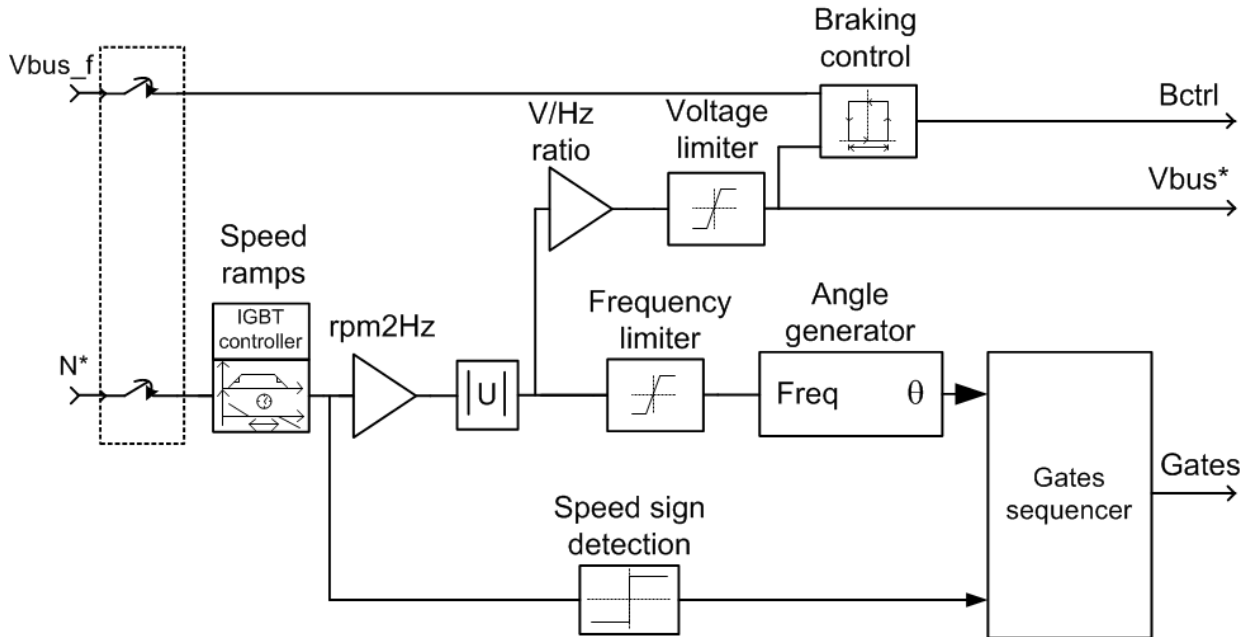 Braking
control
Vbus_f
Bctrl
V/Hz
ratio
Voltage
limiter
Vbus*
Speed
ramps
IGBT
controller
rpm2Hz
Frequency
limiter
Angle
generator
N*
|U|
Freq θ
Gates
sequencer
Gates
Speed sign
detection